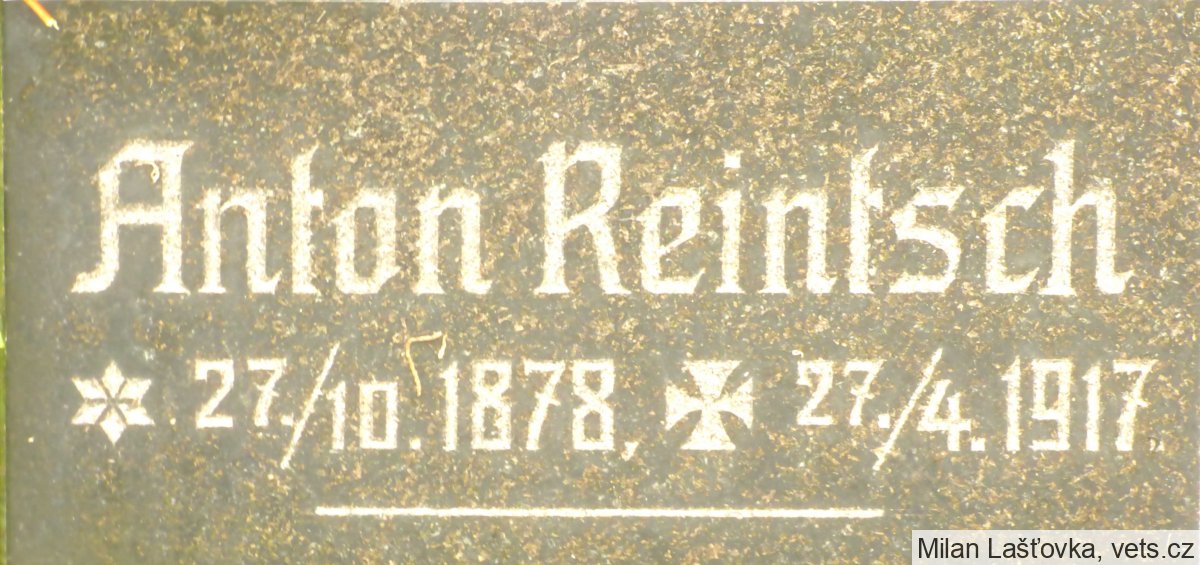 Anton Reintsch
* 27./10. 1878, ✠ 27./4. 1917.
Milan Lašťovka, vets.cz